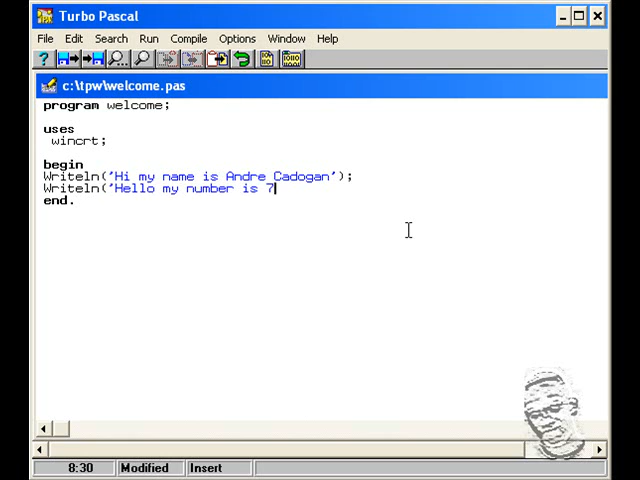 Turbo Pascal
File Edit Search Run Compile Options Window Help
c:\tpw\welcome.pas
program welcome;
uses
wincrt;
begin
Writeln('Hi my name is Andre Cadogan');
Writeln('Hello my number is 7
end.
8:30 Modified Insert